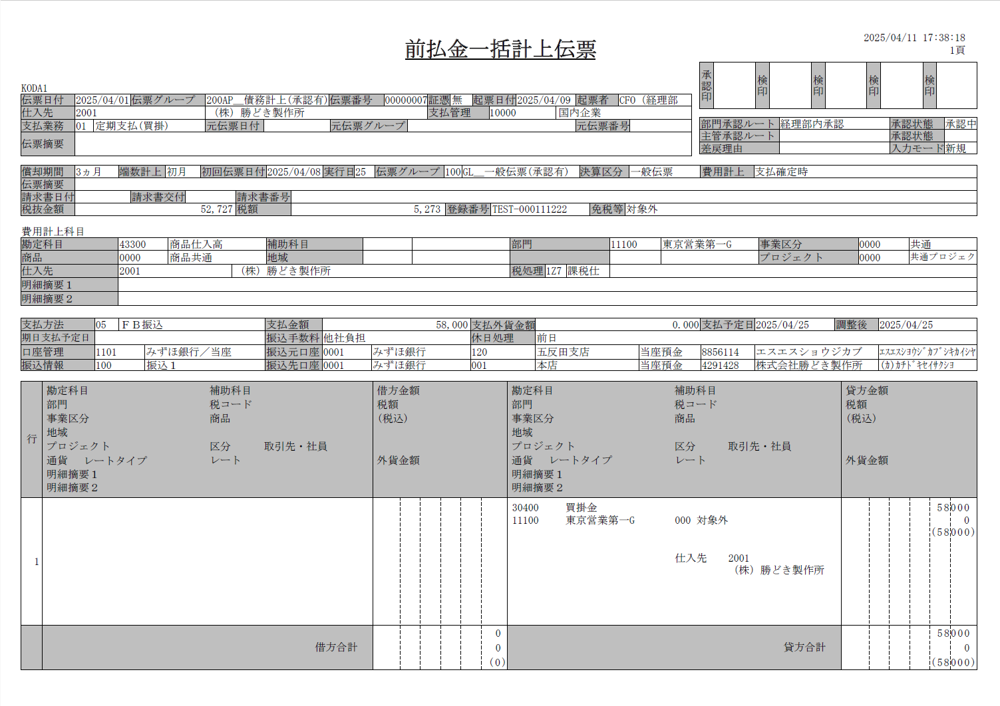 2025/04/11 17:38:18
前払金一括計上伝票
1頁
承認印 検印 検印 検印 検印
KODA1
伝票日付 2025/04/01 伝票グループ 200AP__債務計上(承認有) 伝票番号 00000007 証憑 無 起票日付 2025/04/09 起票者 CFO（経理部
仕入先 2001 （株）勝どき製作所 支払管理 10000 国内企業
支払業務 01 定期支払(買掛) 元伝票日付 元伝票グループ 元伝票番号
伝票摘要
部門承認ルート 経理部内承認 承認状態 承認中
主管承認ルート 承認状態
差戻理由 入力モード 新規
償却期間 3ヵ月 端数計上 初月 初回伝票日付 2025/04/08 実行日 25 伝票グループ 100 GL__一般伝票(承認有) 決算区分 一般伝票 費用計上 支払確定時
伝票摘要
請求書日付 請求書交付 請求書番号
税抜金額 52,727 税額 5,273 登録番号 TEST-000111222 免税等 対象外
費用計上科目
勘定科目 43300 商品仕入高 補助科目 部門 11100 東京営業第一G 事業区分 0000 共通
商品 0000 商品共通 地域 プロジェクト 0000 共通プロジェク
仕入先 2001 （株）勝どき製作所 税処理 1Z7 課税仕
明細摘要１
明細摘要２
支払方法 05 ＦＢ振込 支払金額 58,000 支払外貨金額 0.000 支払予定日 2025/04/25 調整後 2025/04/25
期日支払予定日 振込手数料 他社負担 休日処理 前日
口座管理 1101 みずほ銀行／当座 振込元口座 0001 みずほ銀行 120 五反田支店 当座預金 8856114 エスエスショウジカブ ｴｽｴｽｼｮｳｼﾞｶﾌﾞｼｷｶｲｼﾔ
振込情報 100 振込１ 振込先口座 0001 みずほ銀行 001 本店 当座預金 4291428 株式会社勝どき製作所 (ｶ)ｶﾁﾄﾞｷｾｲｻｸｼｮ
行
勘定科目 補助科目 借方金額 勘定科目 補助科目 貸方金額
部門 税コード 税額 部門 税コード 税額
事業区分 商品 (税込) 事業区分 商品 (税込)
地域 地域
プロジェクト 区分 取引先・社員 プロジェクト 区分 取引先・社員
通貨 レートタイプ レート 外貨金額 通貨 レートタイプ レート 外貨金額
明細摘要１ 明細摘要１
明細摘要２ 明細摘要２
30400 買掛金 58000
11100 東京営業第一G 000 対象外 0
(58000)
仕入先 2001
1
（株）勝どき製作所
0 58000
借方合計 0 貸方合計 0
(0) (58000)